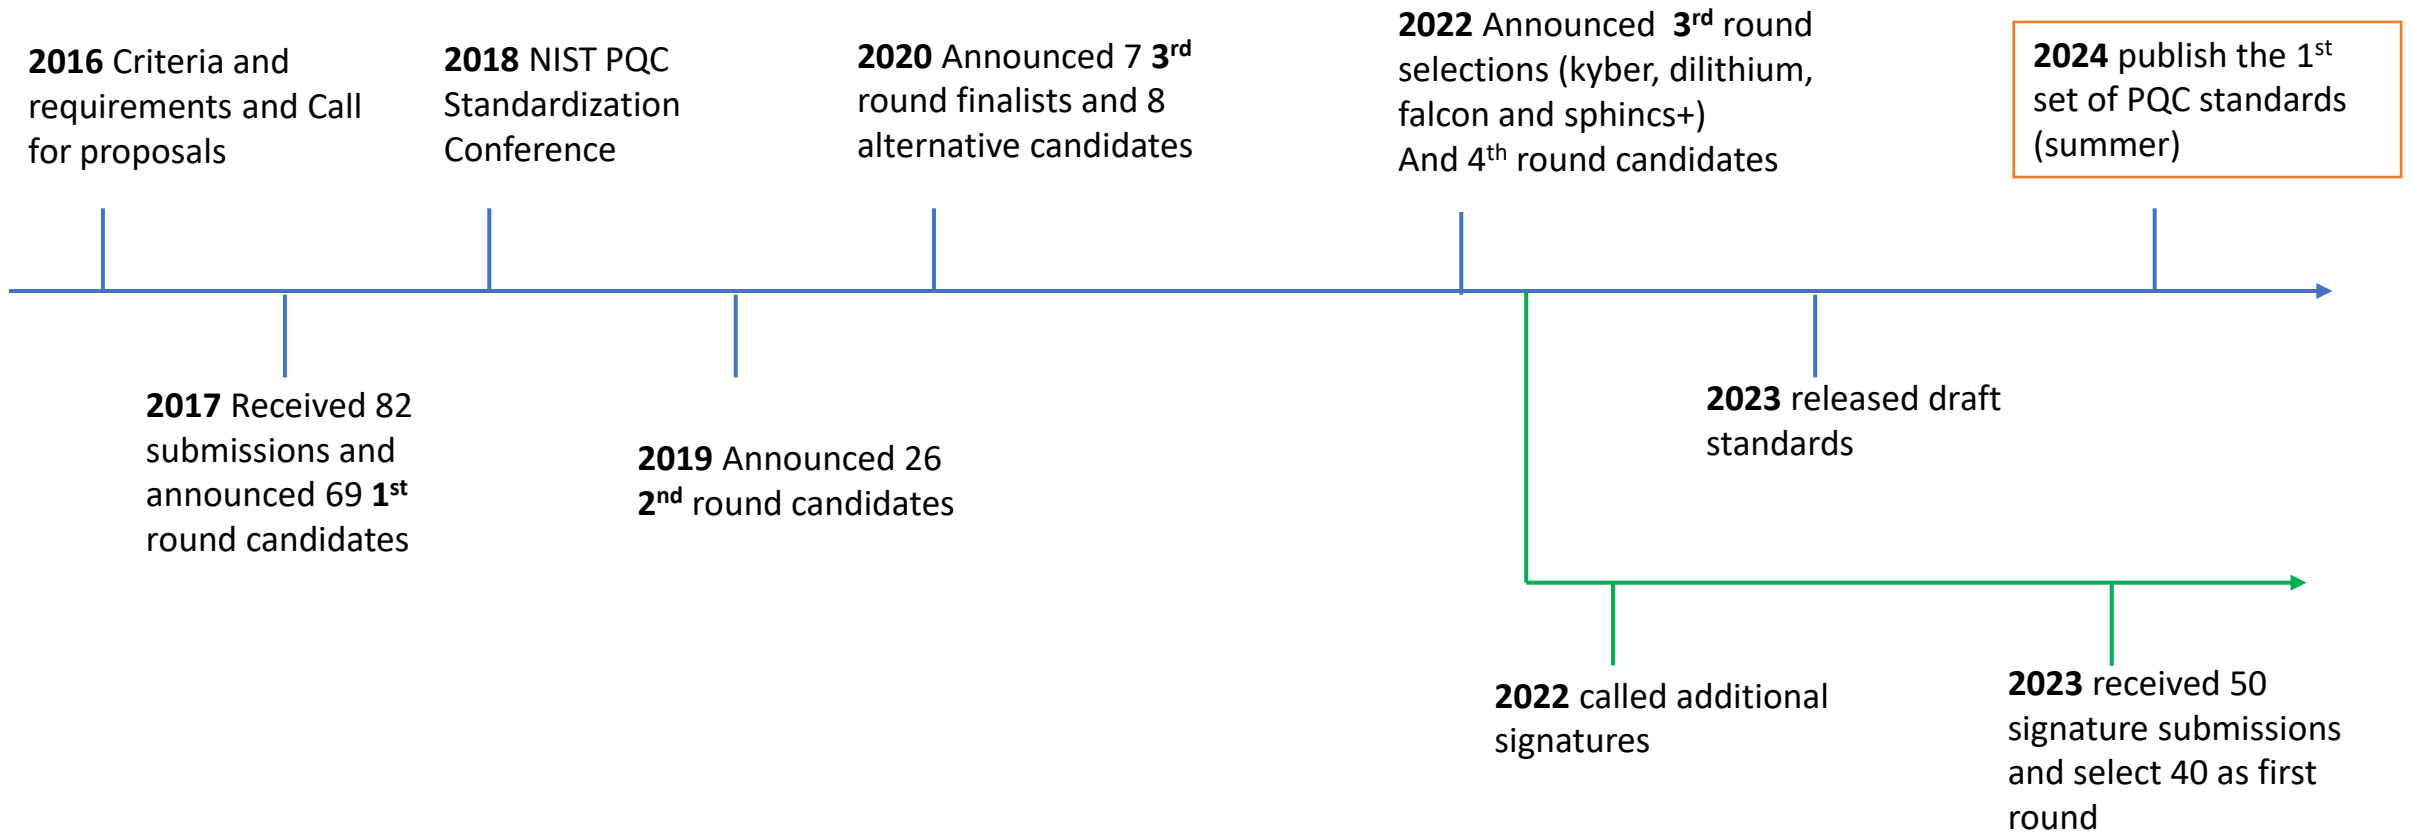 2016 Criteria and
requirements and Call
for proposals
2018 NIST PQC
Standardization
Conference
2020 Announced 7 3rd
round finalists and 8
alternative candidates
2022 Announced 3rd round
selections (kyber, dilithium,
falcon and sphincs+)
And 4th round candidates
2024 publish the 1st
set of PQC standards
(summer)
2017 Received 82
submissions and
announced 69 1st
round candidates
2019 Announced 26
2nd round candidates
2023 released draft
standards
2022 called additional
signatures
2023 received 50
signature submissions
and select 40 as first
round